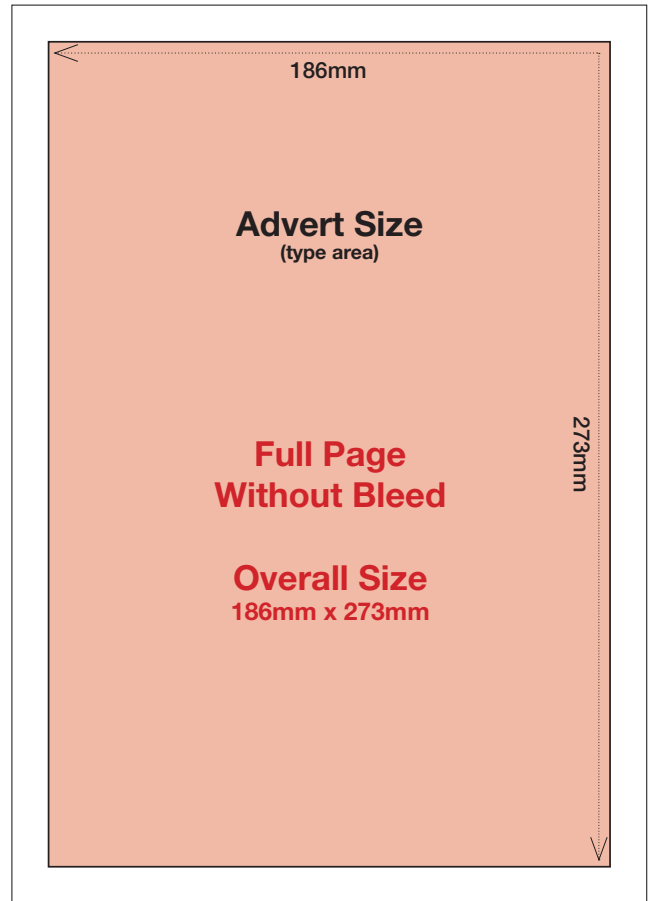 186mm
Advert Size
(type area)
273mm
Full Page
Without Bleed
Overall Size
186mm x 273mm